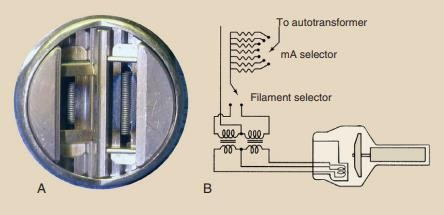 To autotransformer
mA selector
Filament selector
A
B